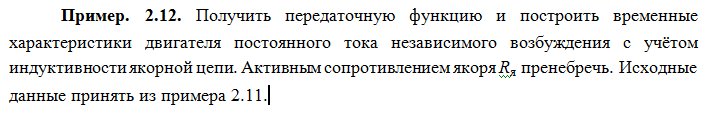 Пример. 2.12. Получить передаточную функцию и построить временные
характеристики двигателя постоянного тока независимого возбуждения с учётом
индуктивности якорной цепи. Активным сопротивлением якоря Rя пренебречь. Исходные
данные принять из примера 2.11.